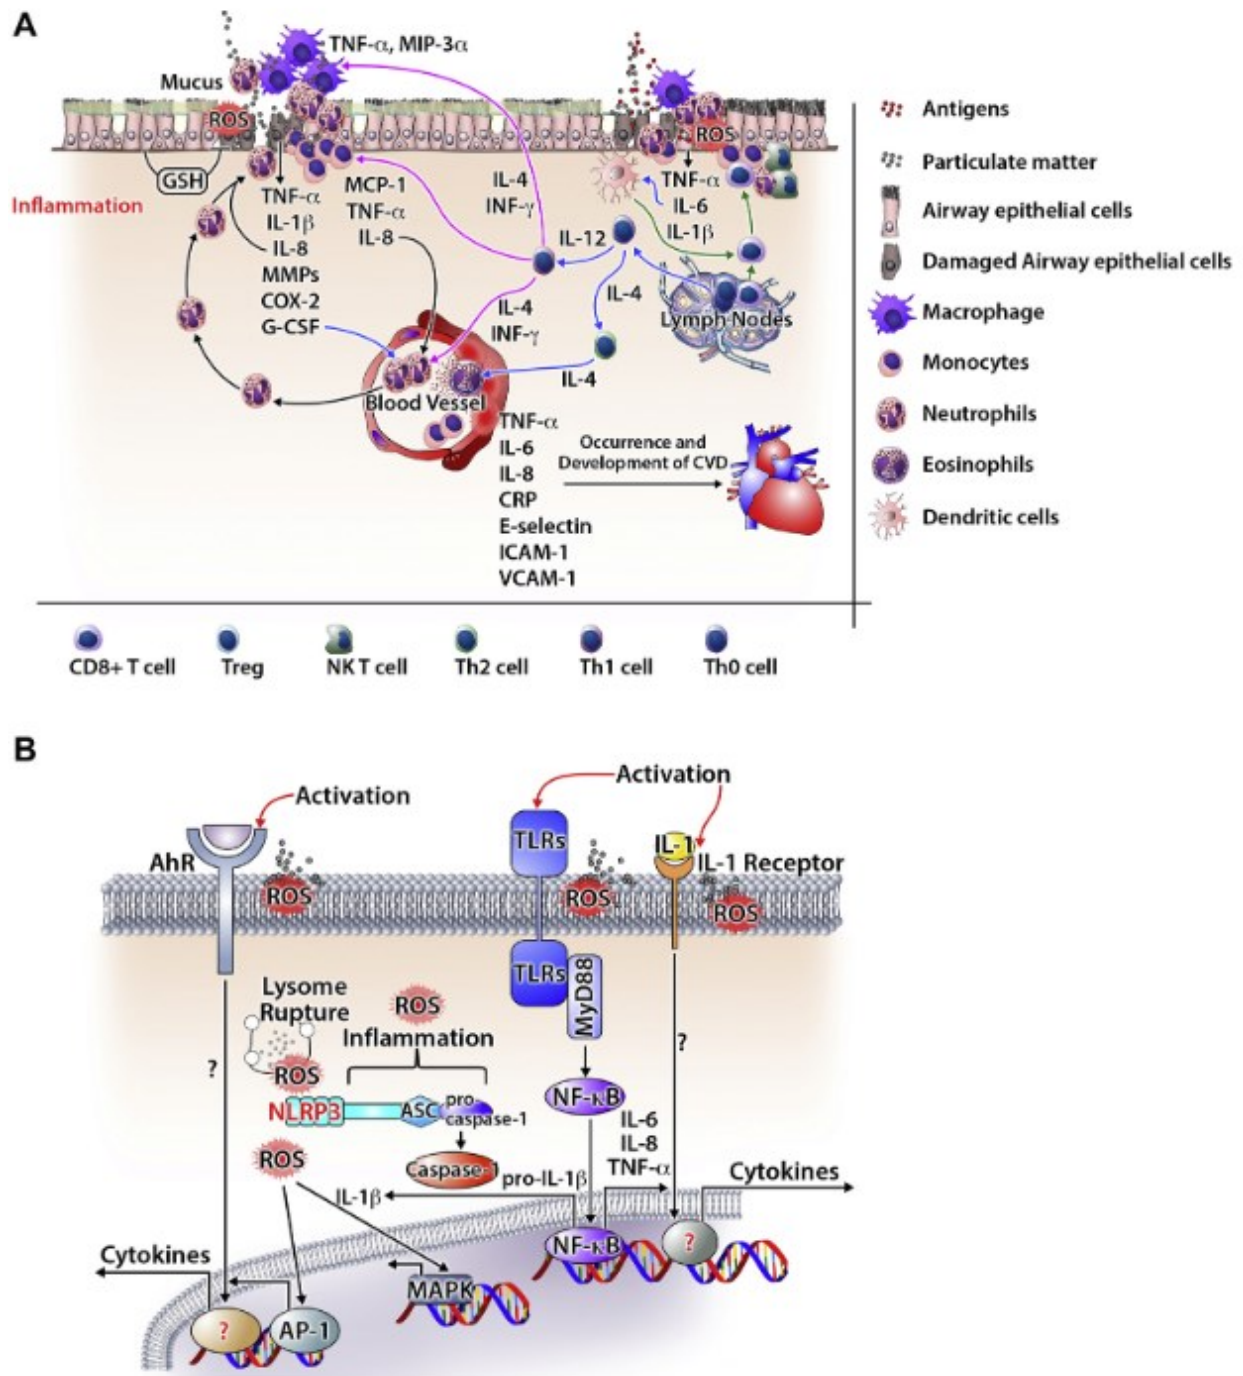 A
TNF-α, MIP-3α
Mucus
ROS
ROS
GSH
Inflammation
TNF-α
IL-1β
IL-8
MMPs
COX-2
G-CSF
MCP-1
TNF-α
IL-8
IL-4
INF-γ
IL-12
TNF-α
IL-6
IL-1β
IL-4
INF-γ
IL-4
Lymph Nodes
IL-4
Blood Vessel
TNF-α
IL-6
IL-8
CRP
E-selectin
ICAM-1
VCAM-1
Occurrence and
Development of CVD
Antigens
Particulate matter
Airway epithelial cells
Damaged Airway epithelial cells
Macrophage
Monocytes
Neutrophils
Eosinophils
Dendritic cells
CD8+ T cell
Treg
NK T cell
Th2 cell
Th1 cell
Th0 cell
B
Activation
Activation
AhR
ROS
TLRs
ROS
IL-1
IL-1 Receptor
ROS
TLRs
MyD88
Lysome
Rupture
ROS
ROS
Inflammation
?
?
NLRP3
ASC
pro
caspase-1
NF-κB
ROS
Caspase-1
IL-6
IL-8
TNF-α
pro-IL-1β
IL-1β
Cytokines
Cytokines
NF-κB
?
MAPK
?
AP-1